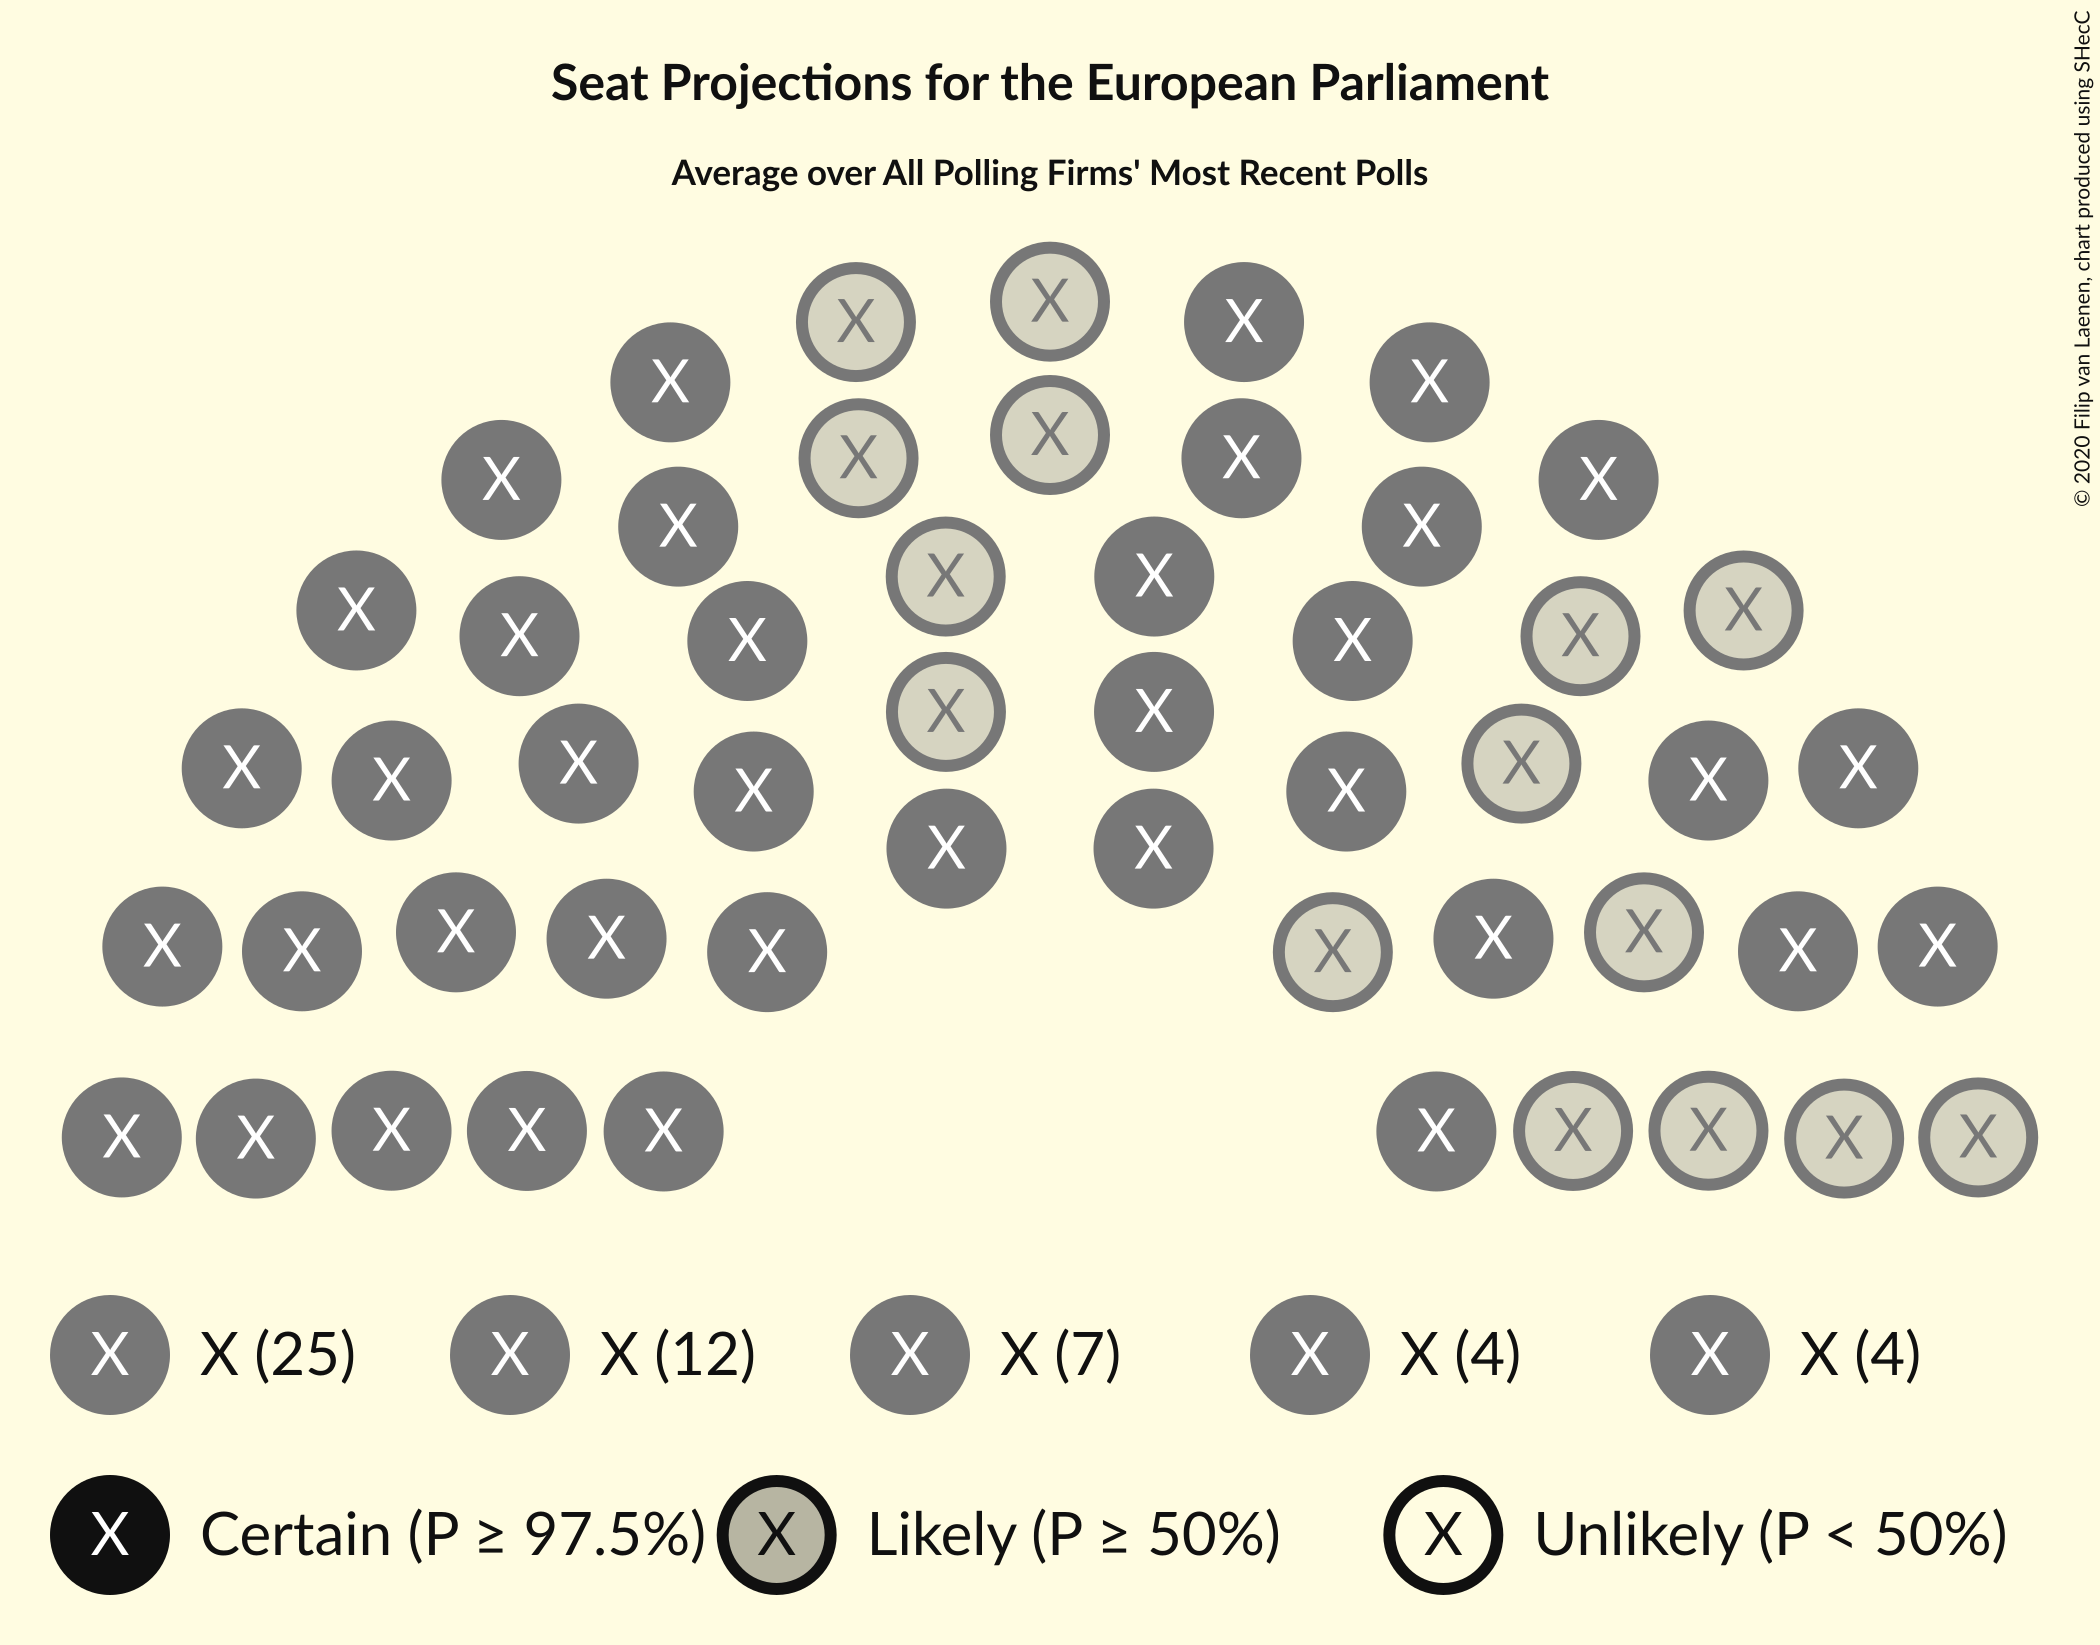 Seat Projections for the European Parliament
Average over All Polling Firms' Most Recent Polls
© 2020 Filip van Laenen, chart produced using SHecC
X X X X X
X X X X X
X X X X X
X X X X X
X X X X X
X X X X X
X X X X X
X X X X X
X X X X X
X X X X X
X X
X X (25) X X (12) X X (7) X X (4) X X (4)
X Certain (P ≥ 97.5%) X Likely (P ≥ 50%) X Unlikely (P < 50%)